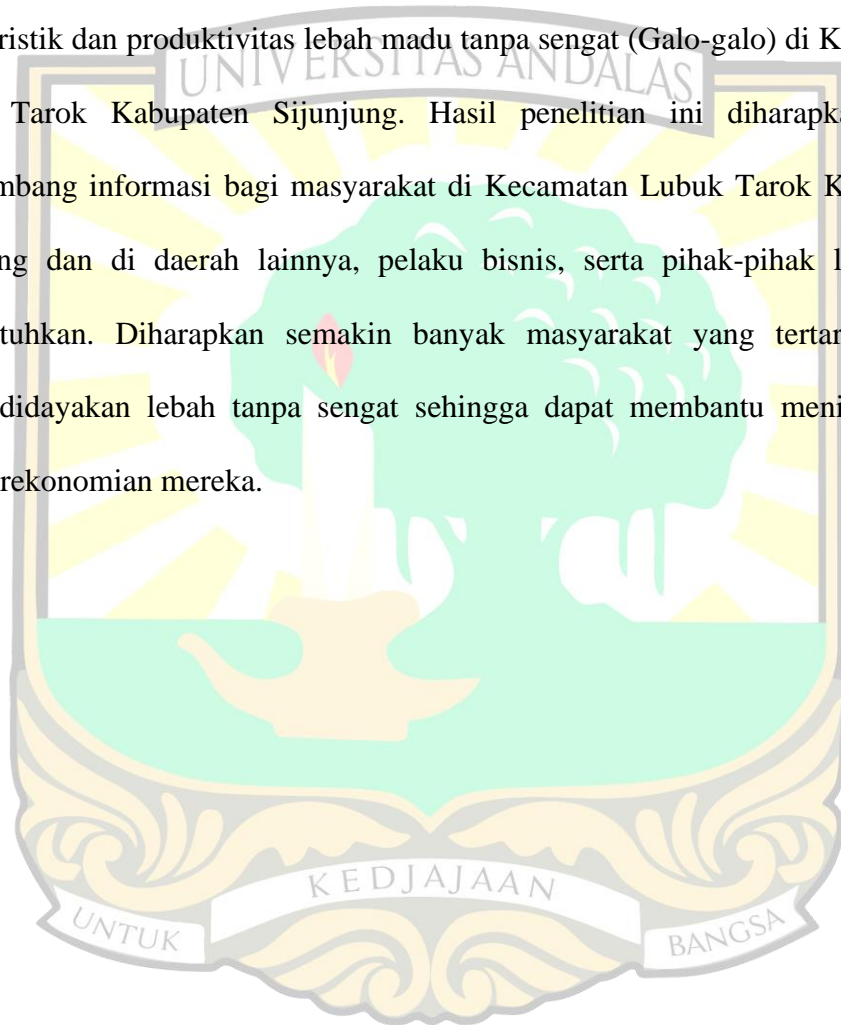 ristik dan produktivitas lebah madu tanpa sengat (Galo-galo) di K
UNIVERSITAS ANDALAS
Tarok Kabupaten Sijunjung. Hasil penelitian ini diharapka
mbang informasi bagi masyarakat di Kecamatan Lubuk Tarok K
ng dan di daerah lainnya, pelaku bisnis, serta pihak-pihak l
tuhkan. Diharapkan semakin banyak masyarakat yang tertar
didayakan lebah tanpa sengat sehingga dapat membantu meni
rekonomian mereka.
UNTUK KEDJAJAAN BANGSA